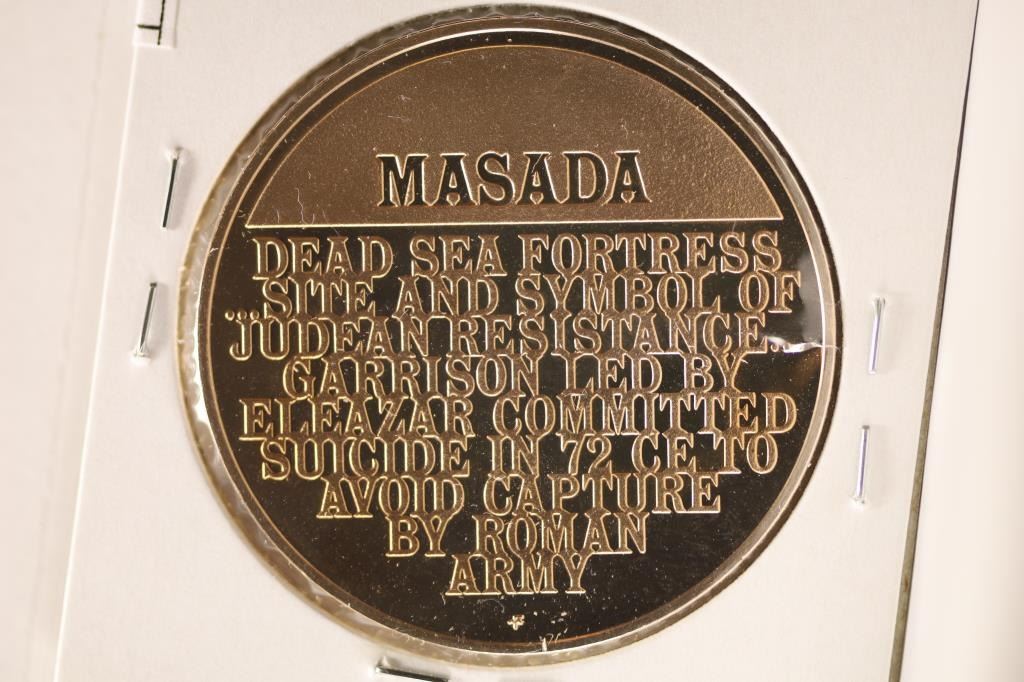 MASADA
DEAD SEA FORTRESS
...SITE AND SYMBOL OF
JUDEAN RESISTANCE...
GARRISON LED BY
ELEAZAR COMMITTED
SUICIDE IN 72 CE TO
AVOID CAPTURE
BY ROMAN
ARMY